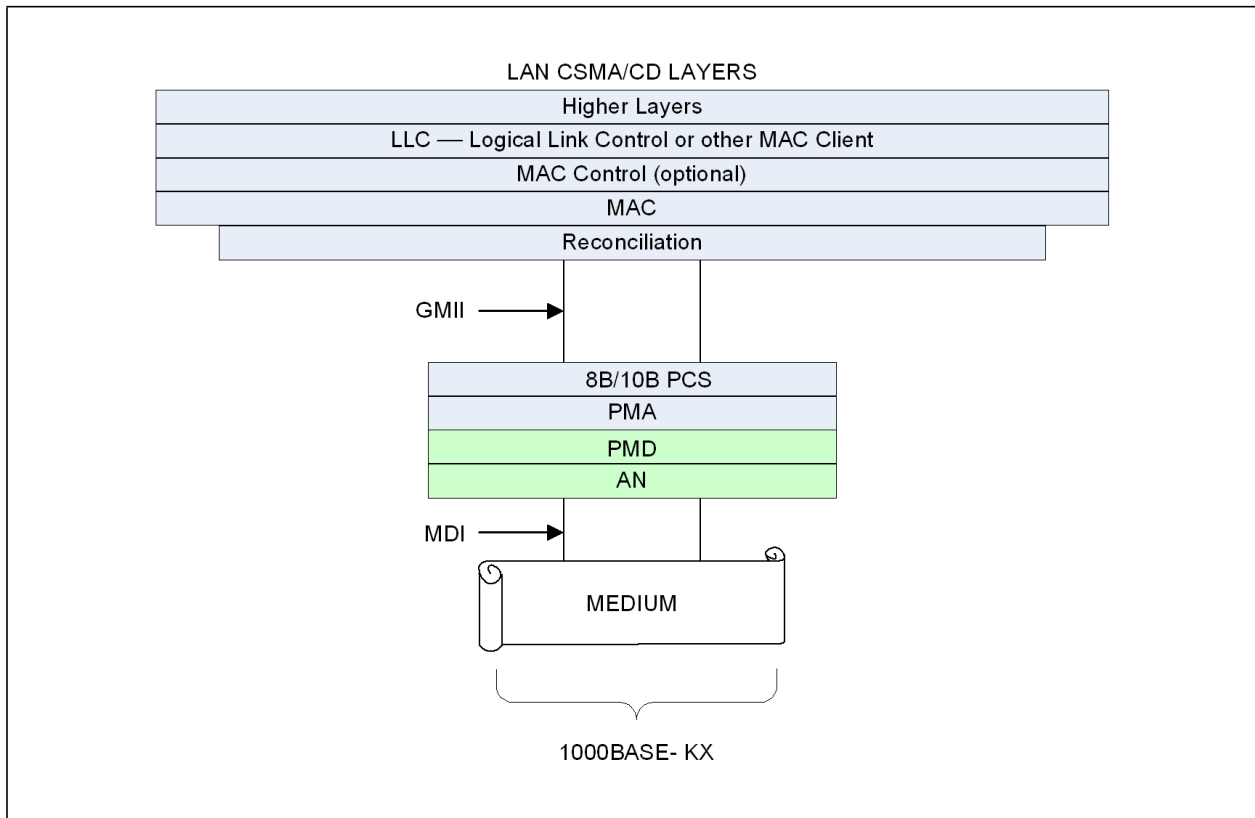 LAN CSMA/CD LAYERS
Higher Layers
LLC — Logical Link Control or other MAC Client
MAC Control (optional)
MAC
Reconciliation
GMII
8B/10B PCS
PMA
PMD
AN
MDI
MEDIUM
1000BASE- KX